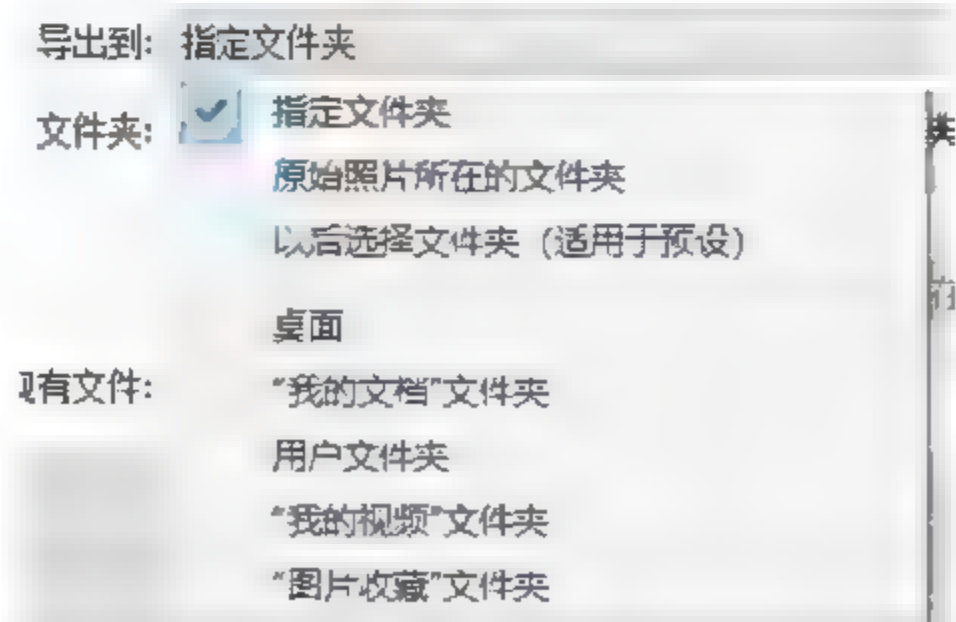 导出到: 指定文件夹
指定文件夹
文件夹:
原始照片所在的文件夹
以后选择文件夹 (适用于预设)
桌面
有文件:
“我的文档”文件夹
用户文件夹
“我的视频”文件夹
“图片收藏”文件夹